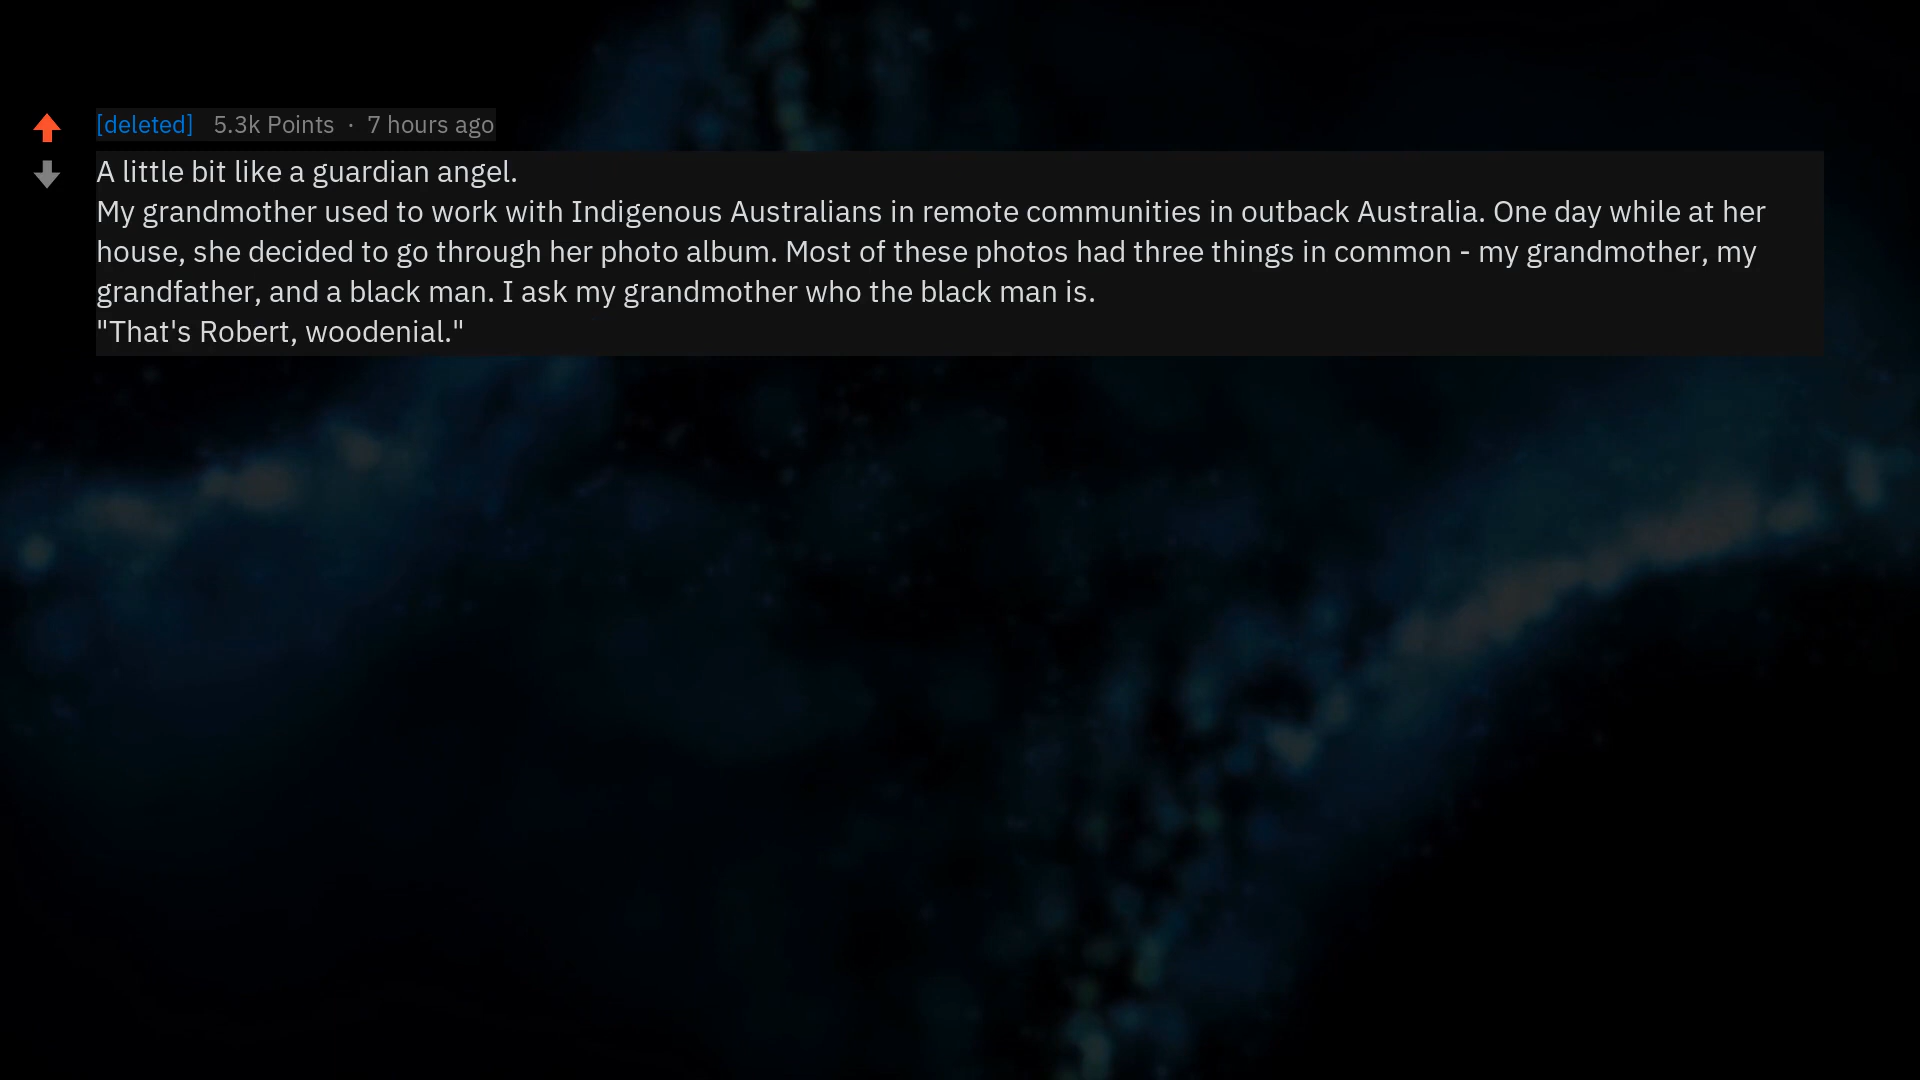 [deleted] 5.3k Points · 7 hours ago
A little bit like a guardian angel.
My grandmother used to work with Indigenous Australians in remote communities in outback Australia. One day while at her
house, she decided to go through her photo album. Most of these photos had three things in common - my grandmother, my
grandfather, and a black man. I ask my grandmother who the black man is.
"That's Robert, woodenial."